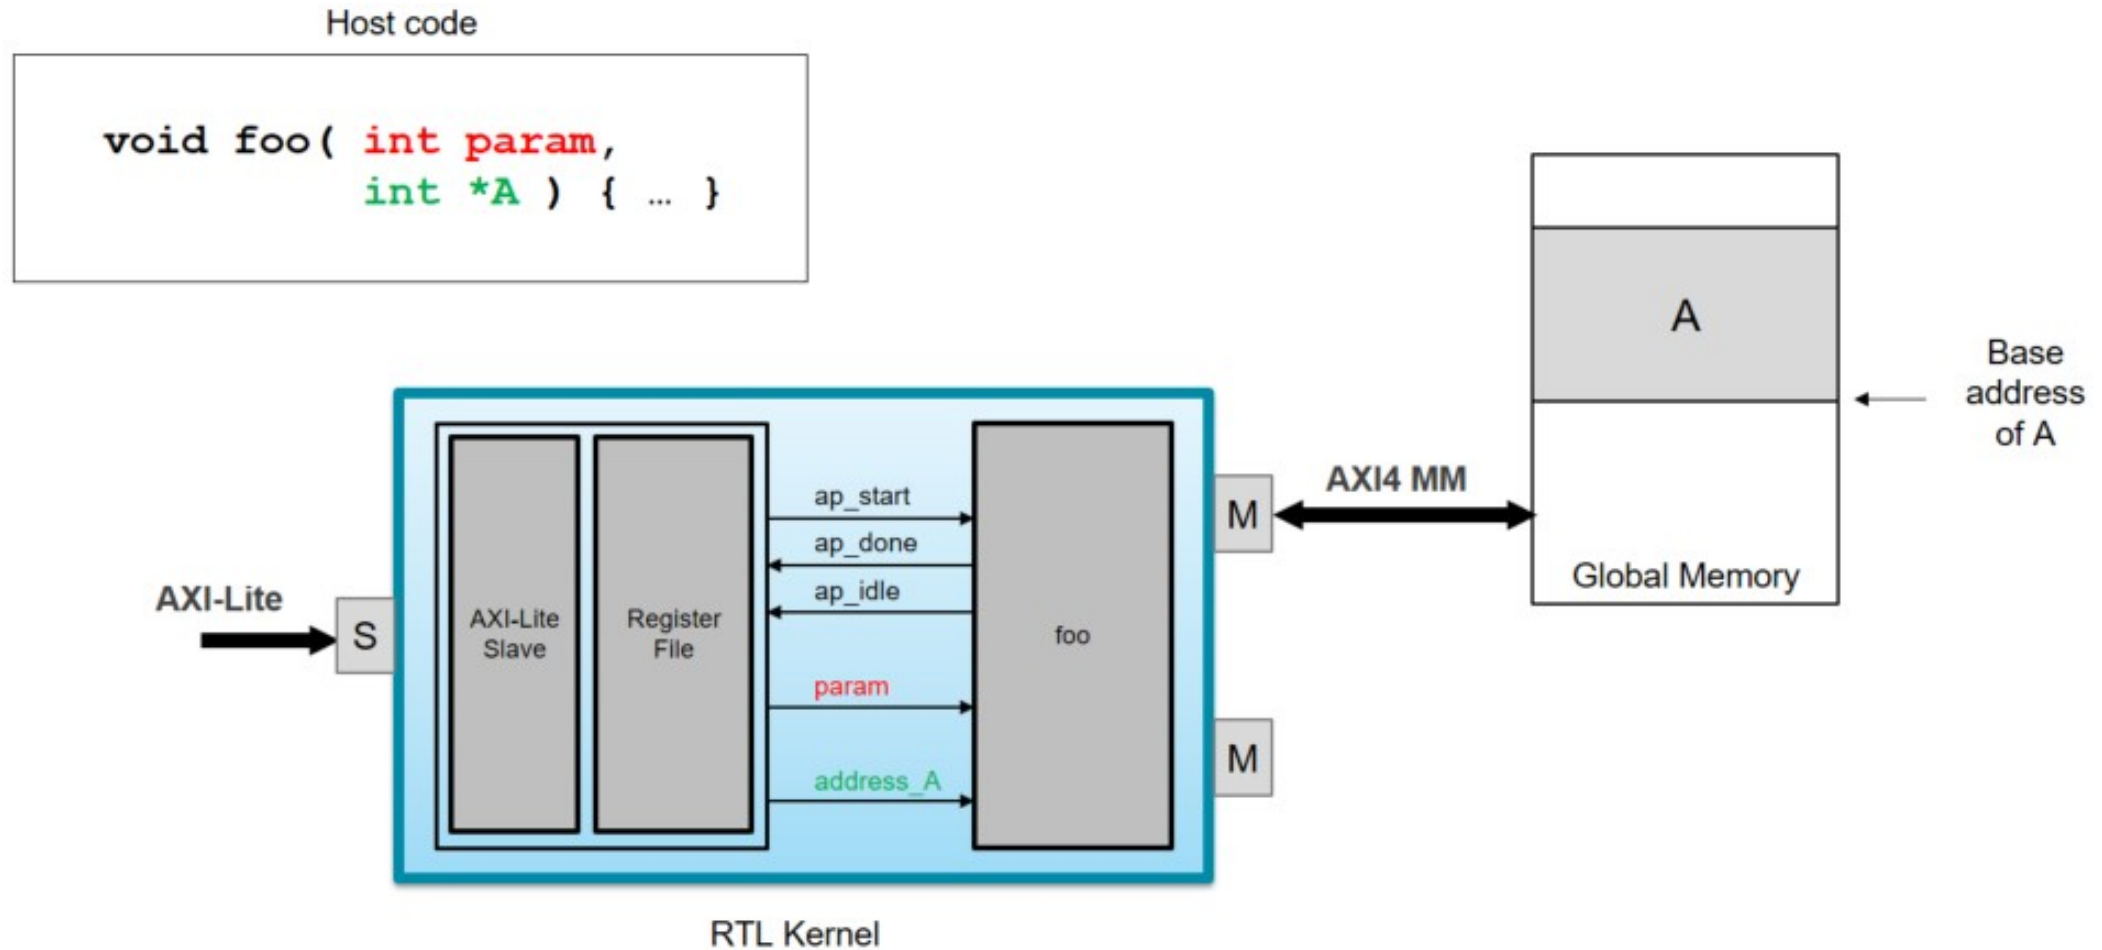 Host code
void foo( int param,
int *A ) { … }
A
Base
address
of A
AXI4 MM
Global Memory
AXI-Lite
S
AXI-Lite
Slave
Register
File
ap_start
ap_done
ap_idle
param
address_A
foo
M
M
RTL Kernel